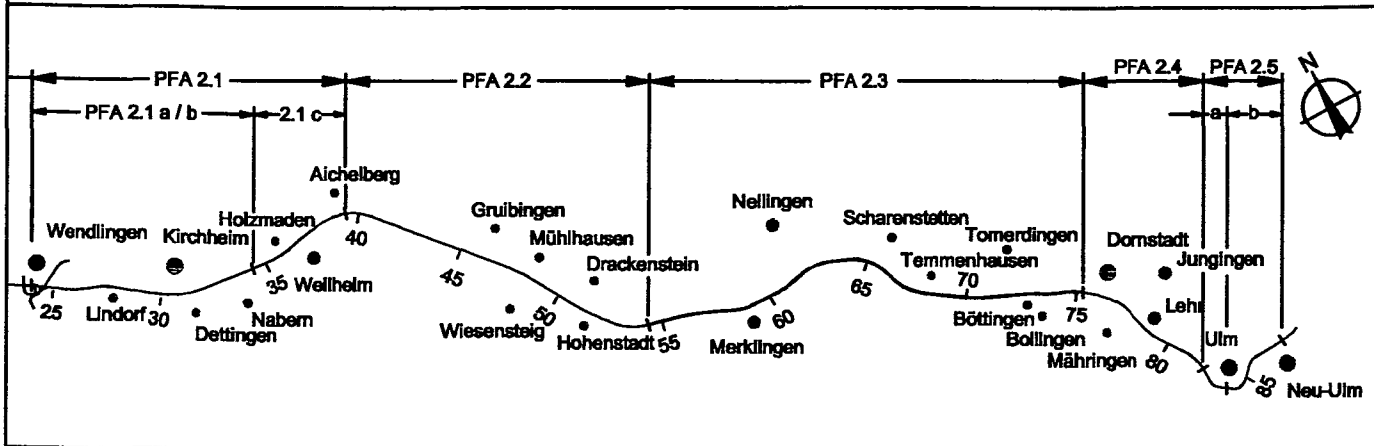 PFA 2.1
PFA 2.2
PFA 2.3
PFA 2.4
PFA 2.5
N
PFA 2.1 a / b
2.1 c
a
b
Aichelberg
Wendlingen
Kirchheim
Holzmaden
Weilheim
Lindorf
Dettingen
Nabern
Gruibingen
Mühlhausen
Drackenstein
Wiesensteig
Hohenstadt
Nellingen
Merklingen
Scharenstetten
Temmenhausen
Tomerdingen
Böttingen
Bollingen
Mähringen
Dornstadt
Jungingen
Lehr
Ulm
Neu-Ulm
25
30
35
40
45
50
55
60
65
70
75
80
85